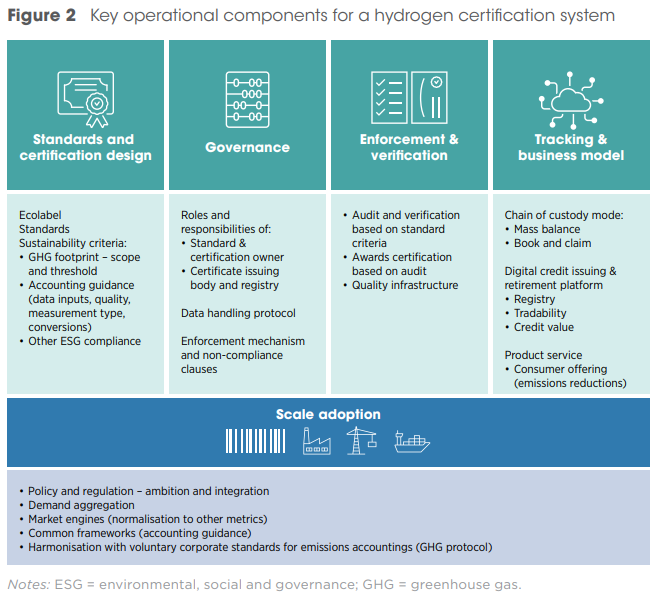 Figure 2 Key operational components for a hydrogen certification system
Standards and
certification design
Governance
Enforcement &
verification
Tracking &
business model
Ecolabel
Standards
Sustainability criteria:
• GHG footprint – scope
and threshold
• Accounting guidance
(data inputs, quality,
measurement type,
conversions)
• Other ESG compliance
Roles and
responsibilities of:
• Standard &
certification owner
• Certificate issuing
body and registry
Data handling protocol
Enforcement mechanism
and non-compliance
clauses
• Audit and verification
based on standard
criteria
• Awards certification
based on audit
• Quality infrastructure
Chain of custody mode:
• Mass balance
• Book and claim
Digital credit issuing &
retirement platform
• Registry
• Tradability
• Credit value
Product service
• Consumer offering
(emissions reductions)
Scale adoption
• Policy and regulation – ambition and integration
• Demand aggregation
• Market engines (normalisation to other metrics)
• Common frameworks (accounting guidance)
• Harmonisation with voluntary corporate standards for emissions accountings (GHG protocol)
Notes: ESG = environmental, social and governance; GHG = greenhouse gas.